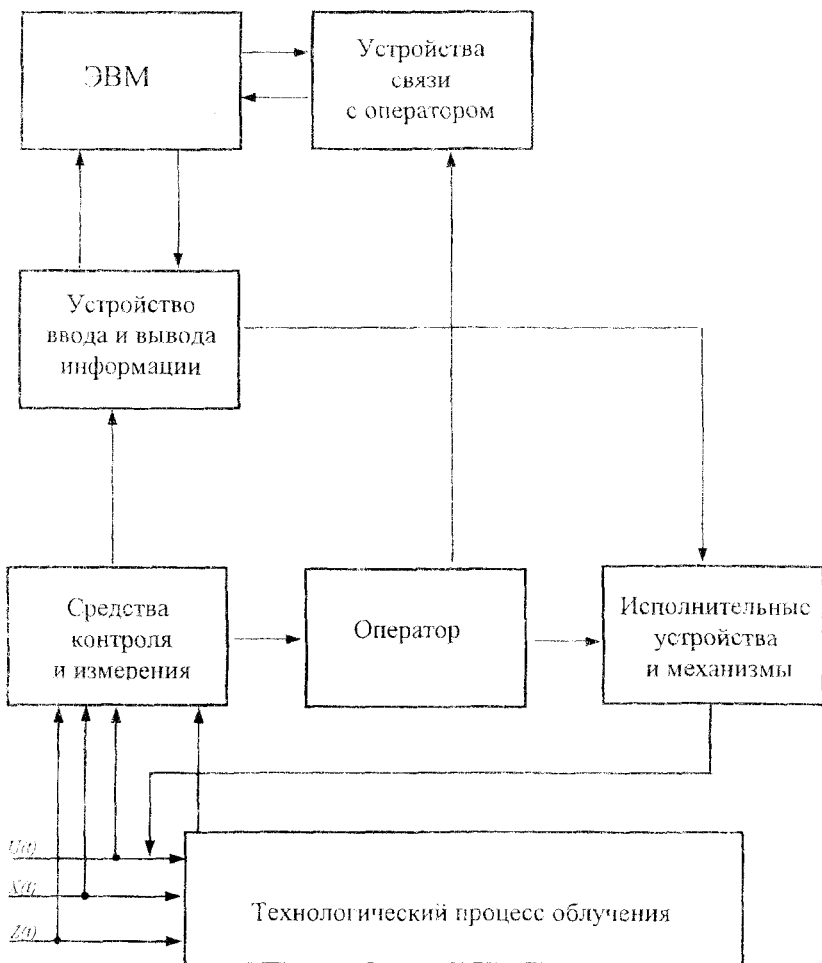 ЭВМ
Устройства
связи
с оператором
Устройство
ввода и вывода
информации
Средства
контроля
и измерения
Оператор
Исполнительные
устройства
и механизмы
U(t)
X(t)
Z(t)
Технологический процесс облучения